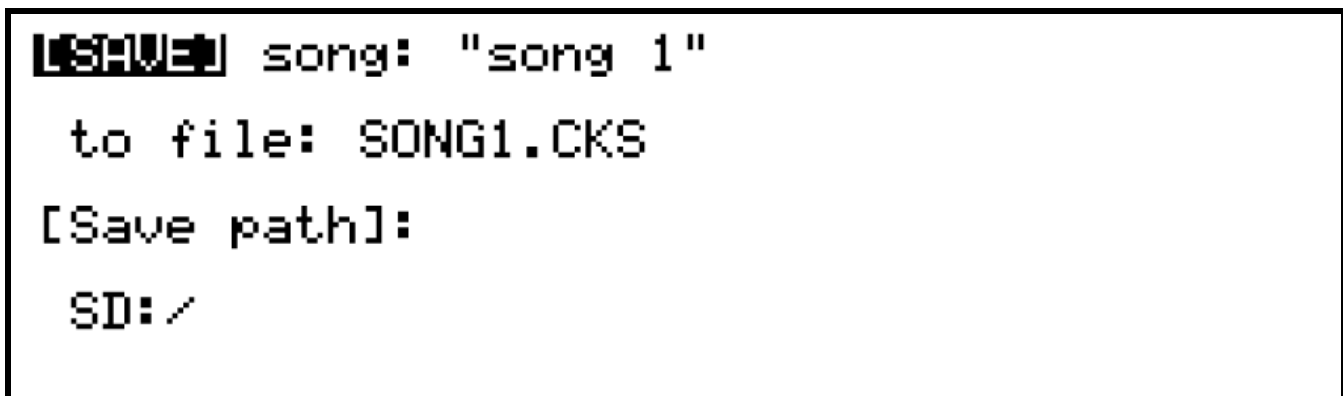 [SAVE] song: "song 1"
to file: SONG1.CKS
[Save path]:
SD:/